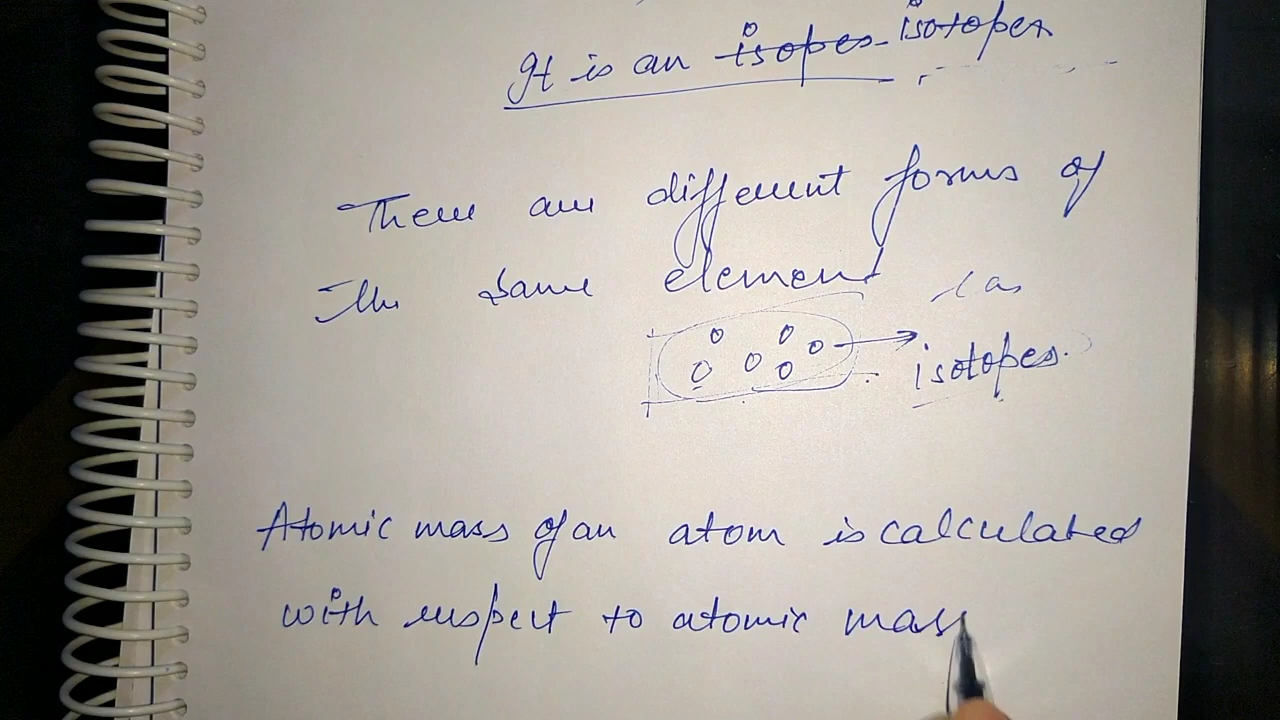 It is an isopes isotopes
There are different forms of
the same element as
isotopes.
Atomic mass of an atom is calculated
with respect to atomic mass